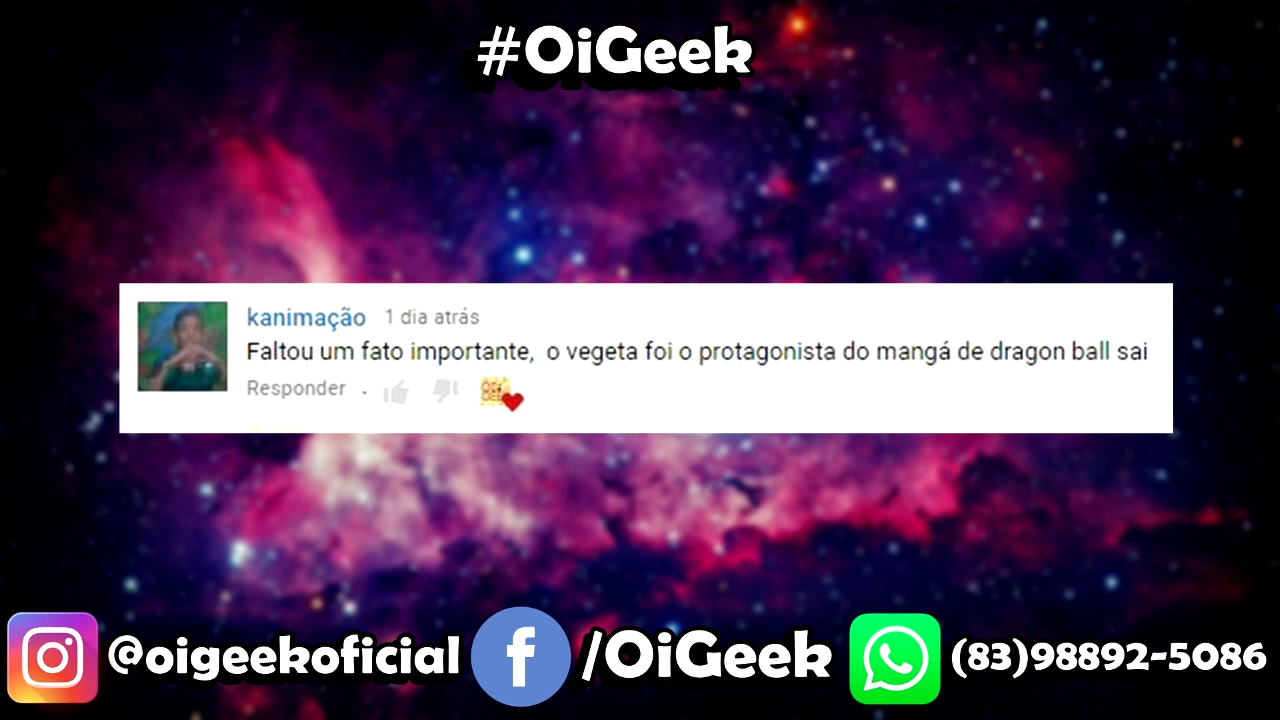 #OiGeek
kanimação 1 dia atrás
Faltou um fato importante, o vegeta foi o protagonista do mangá de dragon ball sai
Responder .
@oigeekoficial /OiGeek (83)98892-5086